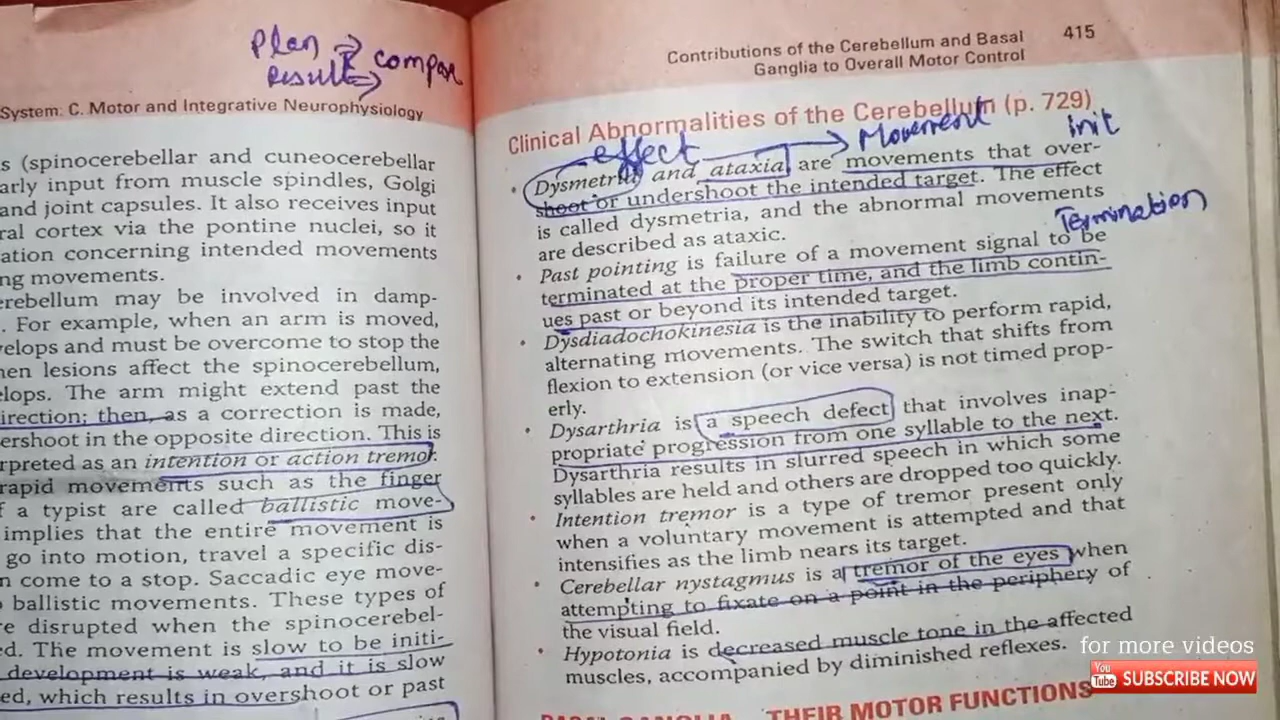 plan
result
compar
System: C. Motor and Integrative Neurophysiology
s (spinocerebellar and cuneocerebellar
arly input from muscle spindles, Golgi
and joint capsules. It also receives input
ral cortex via the pontine nuclei, so it
ation concerning intended movements
ng movements.
erebellum may be involved in damp-
. For example, when an arm is moved,
velops and must be overcome to stop the
hen lesions affect the spinocerebellum,
elops. The arm might extend past the
irection; then, as a correction is made,
ershoot in the opposite direction. This is
rpreted as an intention or action tremor.
rapid movements such as the finger
f a typist are called ballistic move-
implies that the entire movement is
go into motion, travel a specific dis-
n come to a stop. Saccadic eye move-
ballistic movements. These types of
re disrupted when the spinocerebel-
ed. The movement is slow to be initi-
development is weak, and it is slow
ed, which results in overshoot or past
Contributions of the Cerebellum and Basal 415
Ganglia to Overall Motor Control
Clinical Abnormalities of the Cerebellum (p. 729)
effect Movement init
• Dysmetria and ataxia are movements that over-
shoot or undershoot the intended target. The effect
is called dysmetria, and the abnormal movements
are described as ataxic.
Termination
• Past pointing is failure of a movement signal to be
terminated at the proper time, and the limb contin-
ues past or beyond its intended target.
• Dysdiadochokinesia is the inability to perform rapid,
alternating movements. The switch that shifts from
flexion to extension (or vice versa) is not timed prop-
erly.
• Dysarthria is a speech defect that involves inap-
propriate progression from one syllable to the next.
Dysarthria results in slurred speech in which some
syllables are held and others are dropped too quickly.
• Intention tremor is a type of tremor present only
when a voluntary movement is attempted and that
intensifies as the limb nears its target.
• Cerebellar nystagmus is a tremor of the eyes when
attempting to fixate on a point in the periphery of
the visual field.
• Hypotonia is decreased muscle tone in the affected
muscles, accompanied by diminished reflexes.
THEIR MOTOR FUNCTIONS
for more videos
You Tube SUBSCRIBE NOW